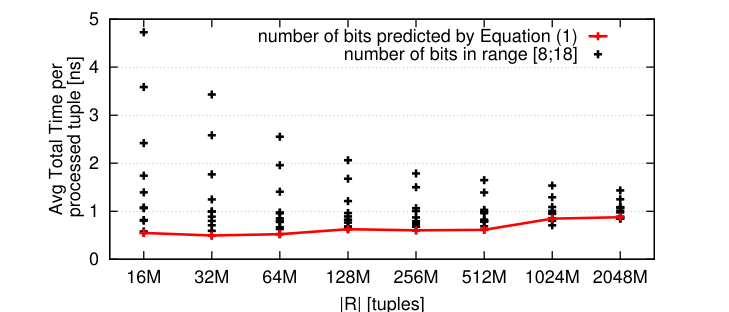 5
4
3
2
1
0
Avg Total Time per
processed tuple [ns]
number of bits predicted by Equation (1)
number of bits in range [8;18]
16M 32M 64M 128M 256M 512M 1024M 2048M
|R| [tuples]